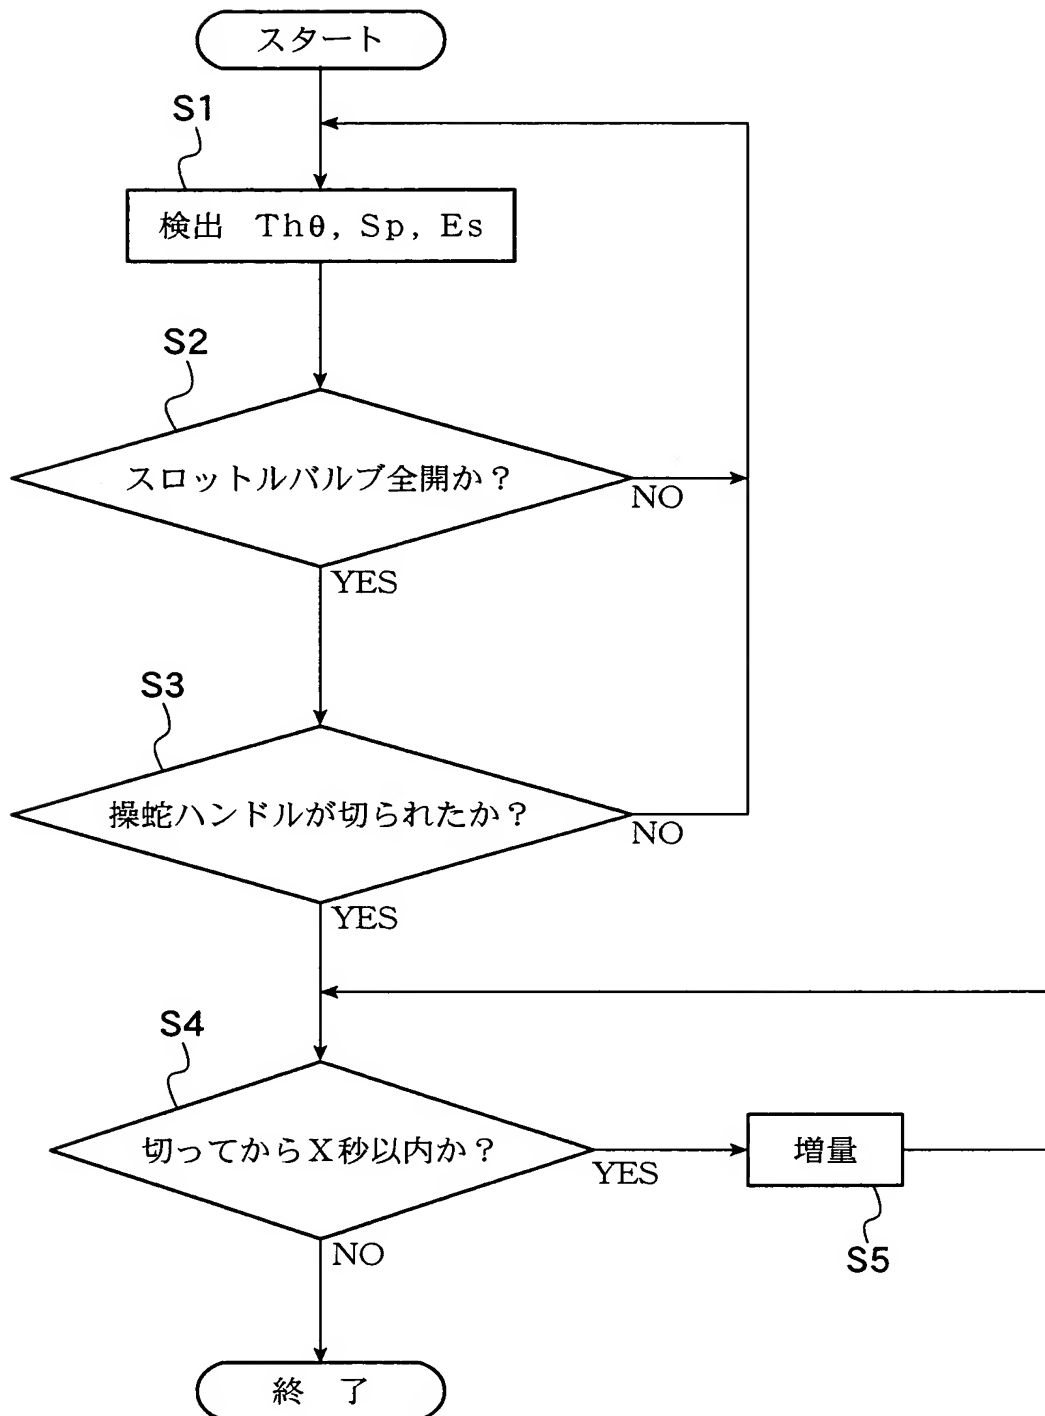 スタート
S1
検出　Thθ, Sp, Es
S2
スロットルバルブ全開か？
NO
YES
S3
操蛇ハンドルが切られたか？
NO
YES
S4
切ってからX秒以内か？
YES
増量
S5
NO
終　了